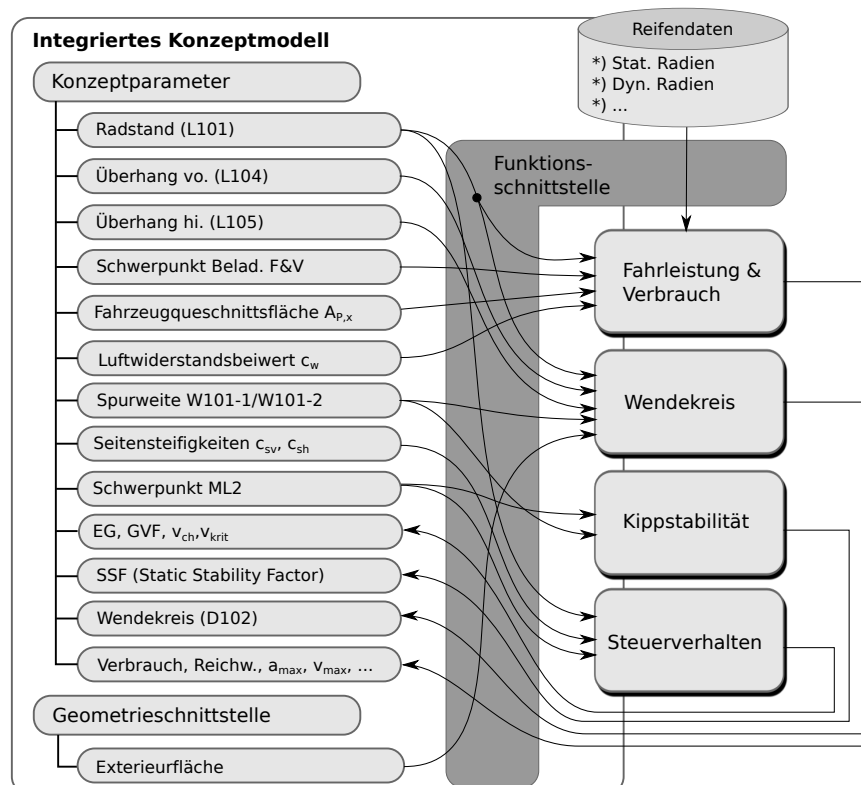 Integriertes Konzeptmodell
Reifendaten
*) Stat. Radien
*) Dyn. Radien
*) ...
Konzeptparameter
Radstand (L101)
Überhang vo. (L104)
Überhang hi. (L105)
Schwerpunkt Belad. F&V
Fahrzeugqueschnittsfläche A_P,x
Luftwiderstandsbeiwert c_w
Spurweite W101-1/W101-2
Seitensteifigkeiten c_sv, c_sh
Schwerpunkt ML2
EG, GVF, v_ch,v_krit
SSF (Static Stability Factor)
Wendekreis (D102)
Verbrauch, Reichw., a_max, v_max, ...
Geometrieschnittstelle
Exterieurfläche
Funktions-
schnittstelle
Fahrleistung &
Verbrauch
Wendekreis
Kippstabilität
Steuerverhalten